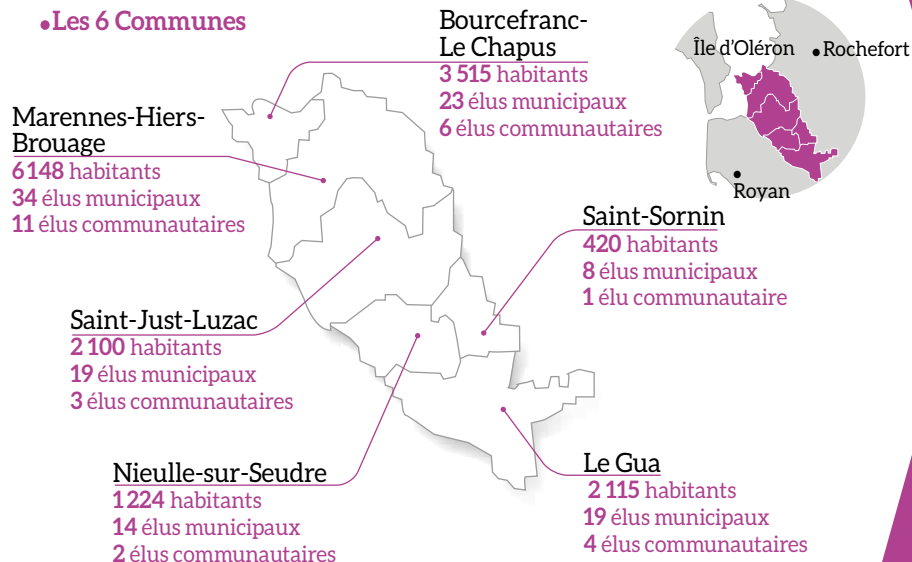 •Les 6 Communes
Bourcefranc-
Le Chapus
3 515 habitants
23 élus municipaux
6 élus communautaires
Île d'Oléron
Rochefort
Royan
Marennes-Hiers-
Brouage
6 148 habitants
34 élus municipaux
11 élus communautaires
Saint-Sornin
420 habitants
8 élus municipaux
1 élu communautaire
Saint-Just-Luzac
2 100 habitants
19 élus municipaux
3 élus communautaires
Nieulle-sur-Seudre
1 224 habitants
14 élus municipaux
2 élus communautaires
Le Gua
2 115 habitants
19 élus municipaux
4 élus communautaires